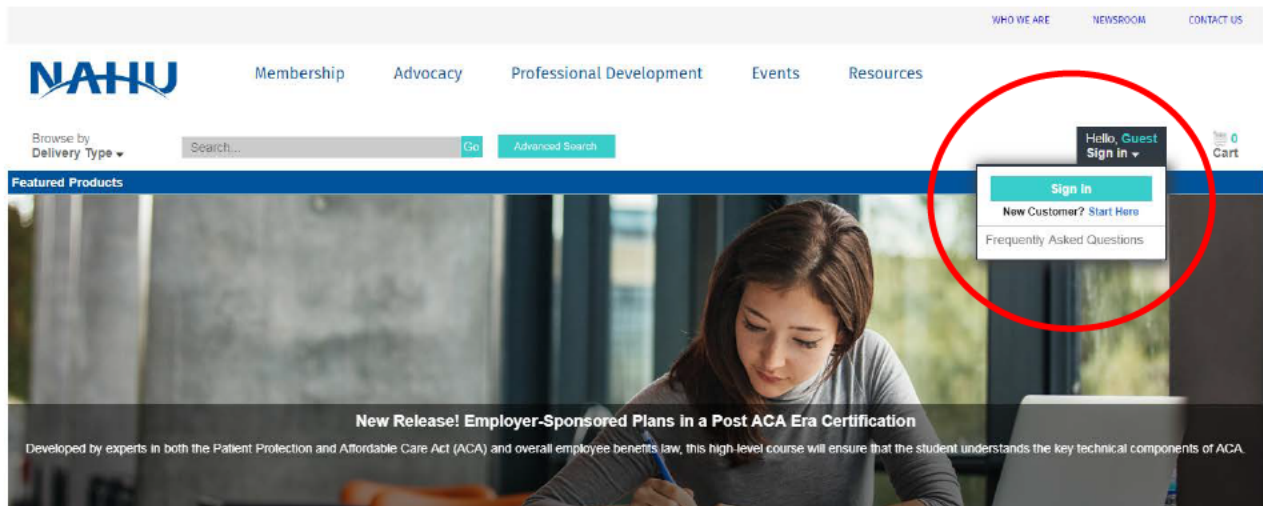 WHO WE ARE NEWSROOM CONTACT US
NAHU
Membership Advocacy Professional Development Events Resources
Browse by
Delivery Type
Search...
Go
Advanced Search
Hello, Guest
Sign in
0
Cart
Featured Products
Sign In
New Customer? Start Here
Frequently Asked Questions
New Release! Employer-Sponsored Plans in a Post ACA Era Certification
Developed by experts in both the Patient Protection and Affordable Care Act (ACA) and overall employee benefits law, this high-level course will ensure that the student understands the key technical components of ACA.